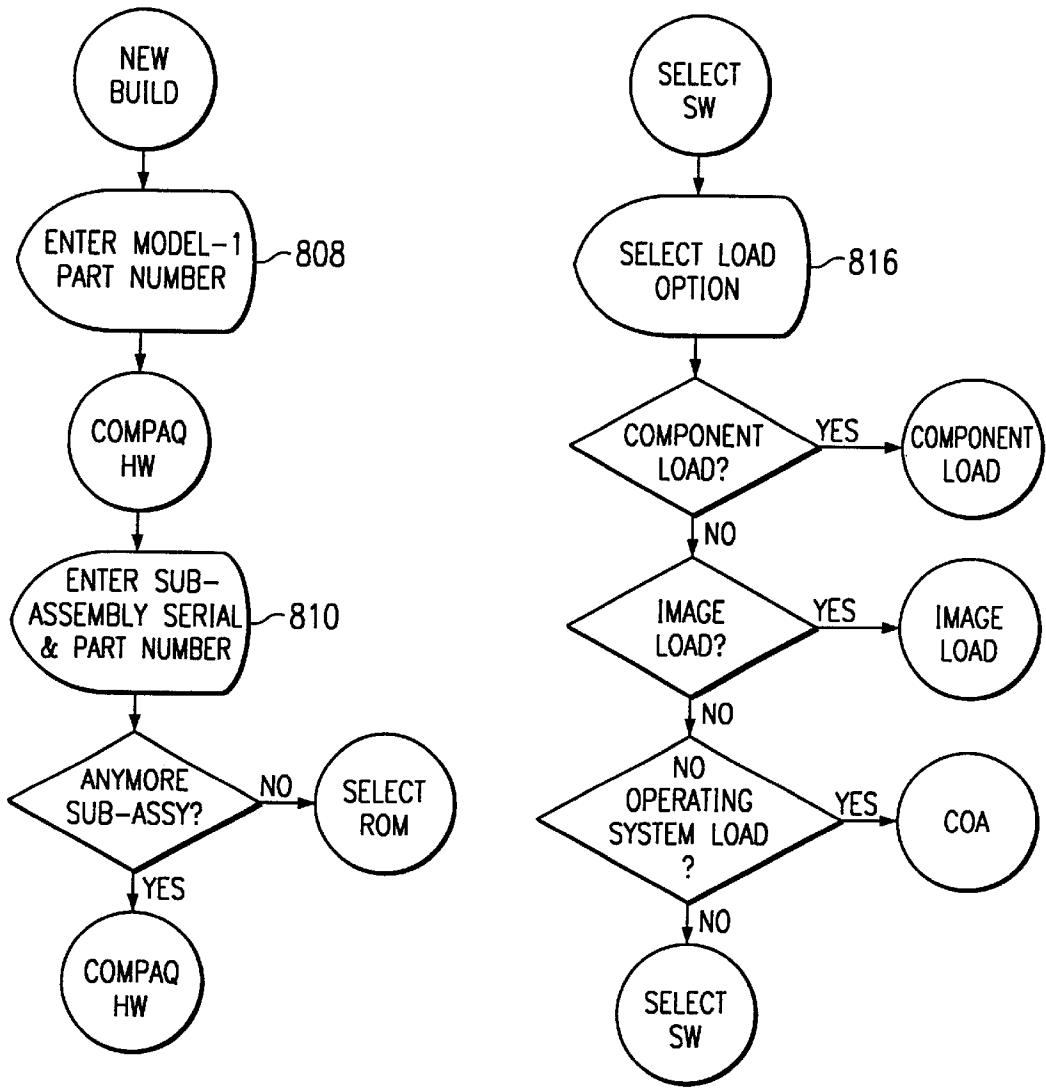 NEW
BUILD
ENTER MODEL-1
PART NUMBER
808
COMPAQ
HW
ENTER SUB-
ASSEMBLY SERIAL
& PART NUMBER
810
ANYMORE
SUB-ASSY?
NO
SELECT
ROM
YES
COMPAQ
HW
SELECT
SW
SELECT LOAD
OPTION
816
COMPONENT
LOAD?
YES
COMPONENT
LOAD
NO
IMAGE
LOAD?
YES
IMAGE
LOAD
NO
NO
OPERATING
SYSTEM LOAD
?
YES
COA
NO
SELECT
SW